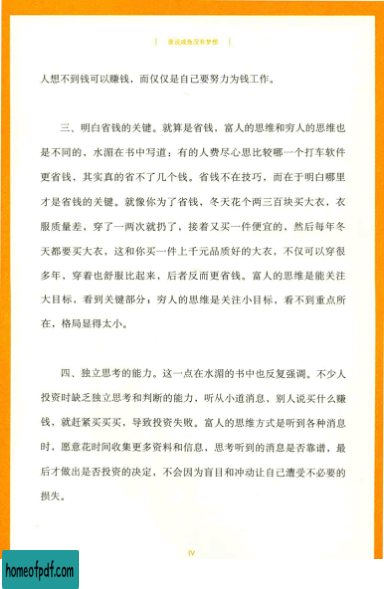 谁说咸鱼没有梦想
人想不到钱可以赚钱，而仅仅是自己要努力为钱工作。
三、明白省钱的关键。就算是省钱，富人的思维和穷人的思维也
是不同的，水湄在书中写道：有的人费尽心思比较哪一个打车软件
更省钱，其实真的省不了几个钱。省钱不在技巧，而在于明白哪里
才是省钱的关键。就像你为了省钱，冬天花个两三百块买大衣，衣
服质量差，穿了一两次就扔了，接着又买一件便宜的，然后每年冬
天都要买大衣，这和你买一件上千元品质好的大衣，不仅可以穿很
多年，穿着也舒服比起来，后者反而更省钱。富人的思维是能关注
大目标，看到关键部分；穷人的思维是关注小目标，看不到重点所
在，格局显得太小。
四、独立思考的能力。这一点在水湄的书中也反复强调。不少人
投资时缺乏独立思考和判断的能力，听从小道消息，别人说买什么赚
钱，就赶紧买买买，导致投资失败。富人的思维方式是听到各种消息
时，愿意花时间收集更多资料和信息，思考听到的消息是否靠谱，最
后才做出是否投资的决定，不会因为盲目和冲动让自己遭受不必要的
损失。
IV
homeofpdf.com